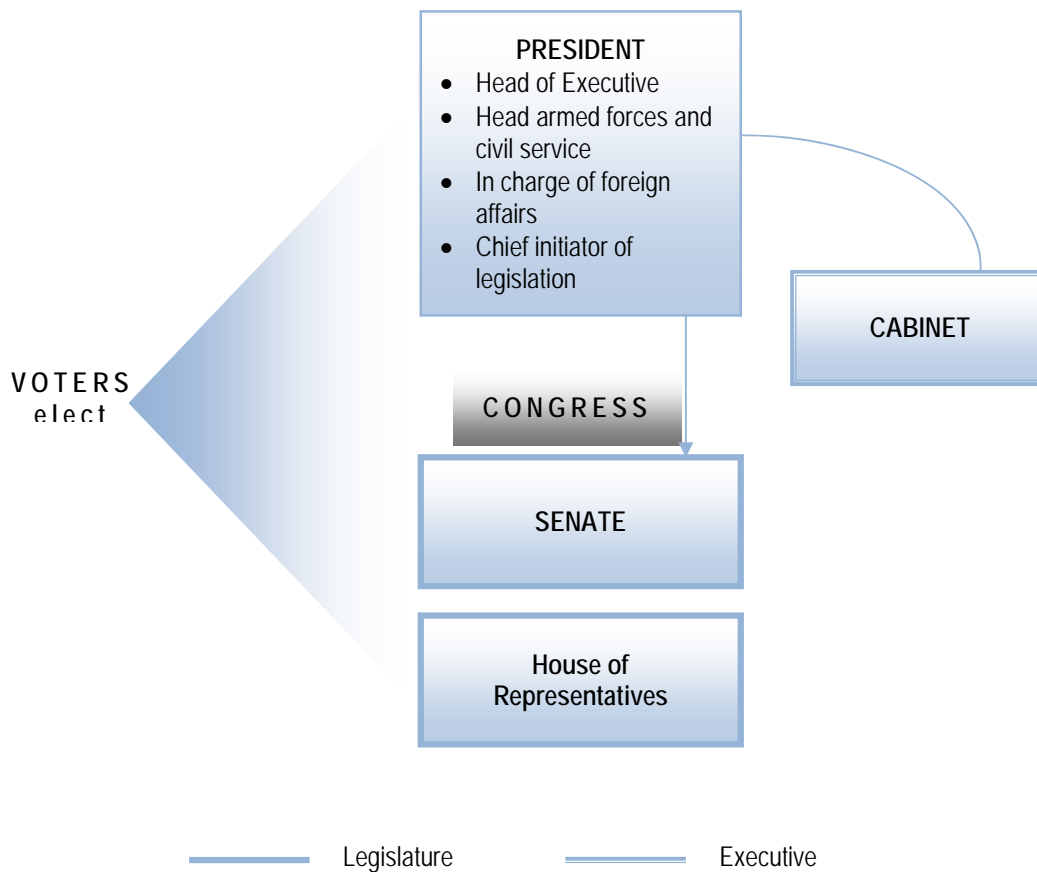 PRESIDENT
• Head of Executive
• Head armed forces and
civil service
• In charge of foreign
affairs
• Chief initiator of
legislation
CABINET
VOTERS
elect
CONGRESS
SENATE
House of
Representatives
Legislature
Executive